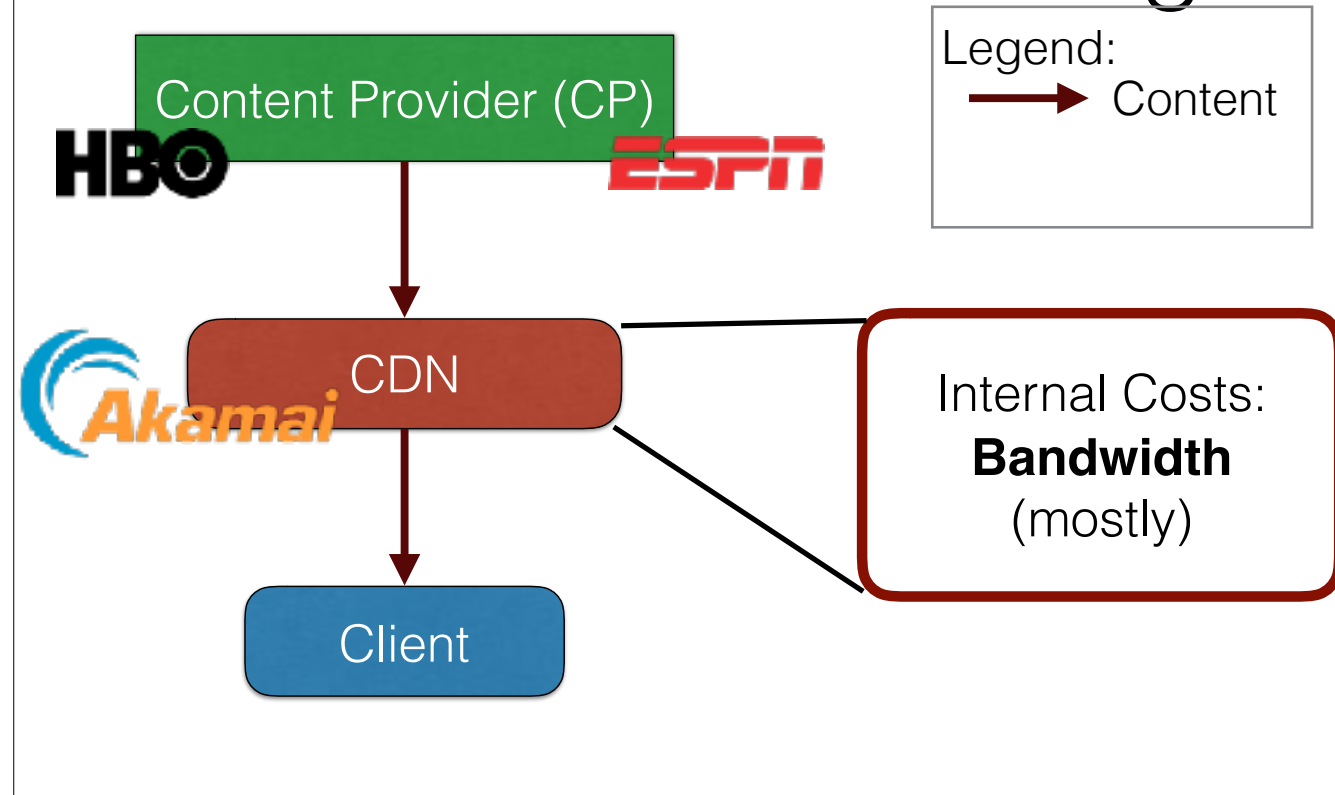 Content Provider (CP)
HBO
ESPN
Legend:
Content
CDN
Akamai
Internal Costs:
Bandwidth
(mostly)
Client